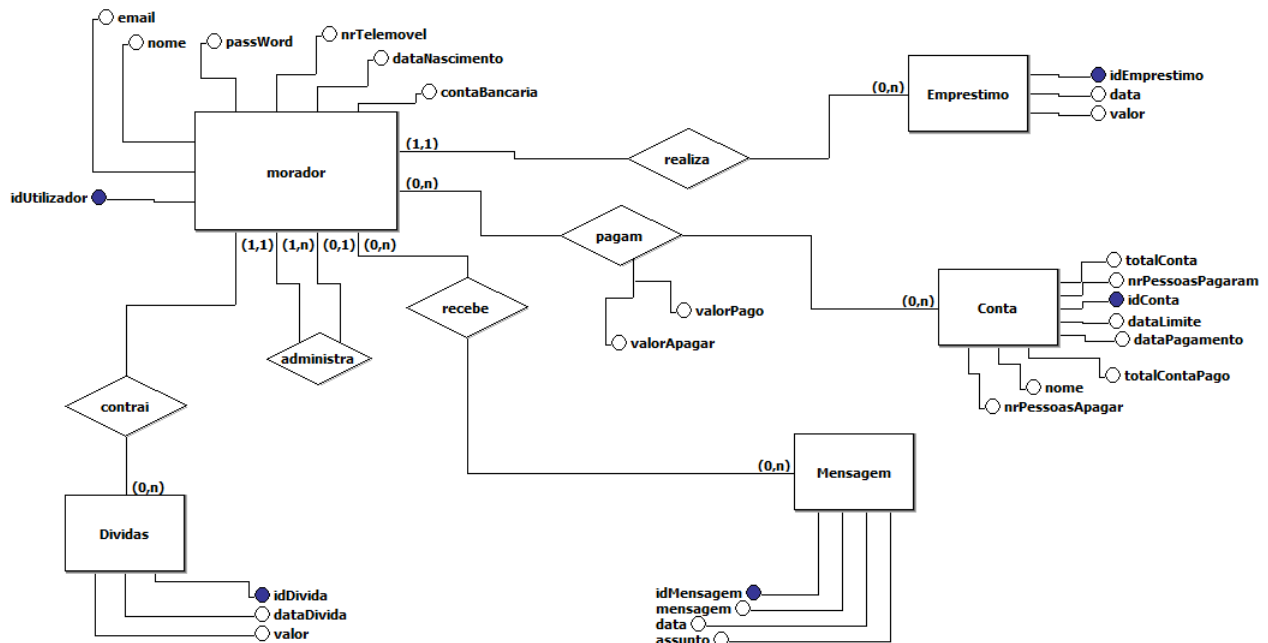 email
nome
passWord
nrTelemovel
dataNascimento
contaBancaria
morador
idUtilizador
(1,1)
(0,n)
(1,1)
(1,n)
(0,1)
(0,n)
realiza
(0,n)
Emprestimo
idEmprestimo
data
valor
pagam
valorPago
valorApagar
(0,n)
Conta
totalConta
nrPessoasPagaram
idConta
dataLimite
dataPagamento
totalContaPago
nome
nrPessoasApagar
recebe
administra
contrai
(0,n)
Mensagem
idMensagem
mensagem
data
assunto
(0,n)
Dividas
idDivida
dataDivida
valor